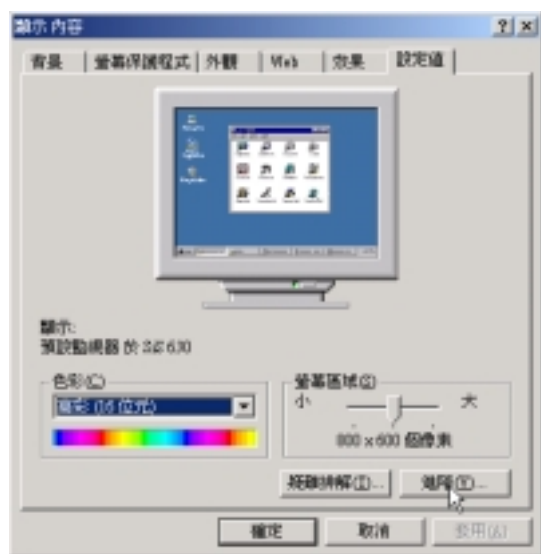 顯示 內容
背景 螢幕保護程式 外觀 Web 效果 設定值
顯示:
預設監視器 於 SiS 630
色彩(C)
高彩 (16 位元)
螢幕區域(S)
小 大
800 x 600 個像素
疑難排解(T)... 進階(V)...
確定 取消 套用(A)